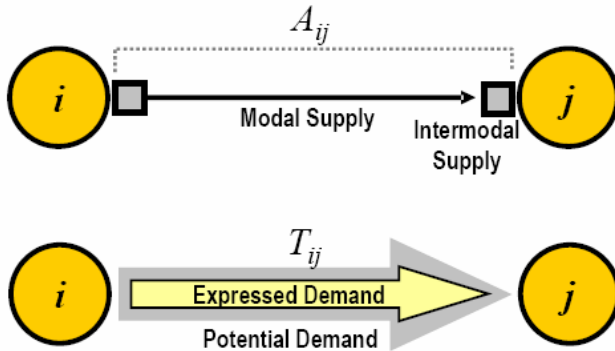 A_ij
i
j
Modal Supply
Intermodal
Supply
T_ij
i
j
Expressed Demand
Potential Demand